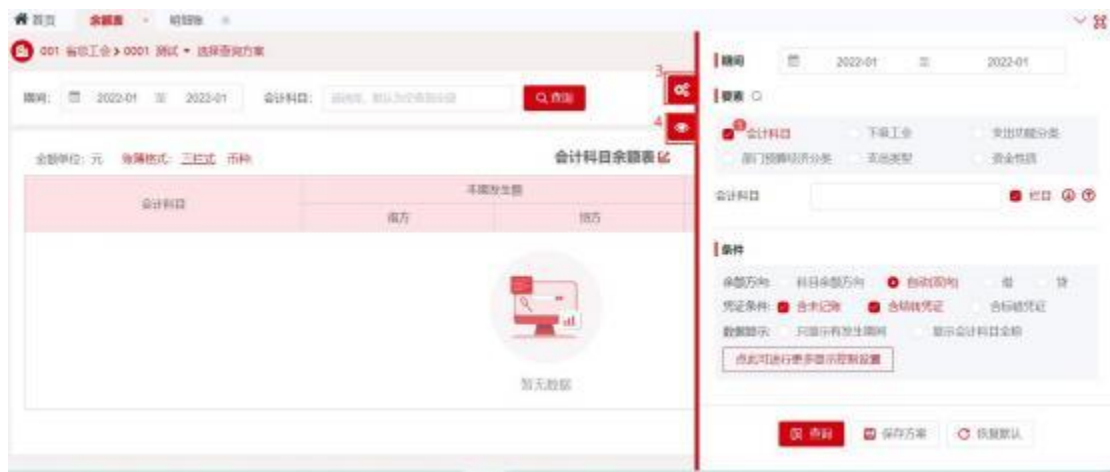 首页 余额表 明细账
001 省总工会 > 0001 测试 选择查询方案
期间: 2022-01 至 2022-01 会计科目: 查询
3
4
金额单位: 元 账簿格式: 三栏式 币种:
会计科目余额表
会计科目
本期发生额
借方 贷方
暂无数据
期间 2022-01 至 2022-01
要素
会计科目 下级工会 支出功能分类
部门预算经济分类 支出类型 资金性质
会计科目 栏目
条件
余额方向: 科目余额方向 自动(双向) 借 贷
凭证条件: 含未记账 含结转凭证 含标错凭证
数据显示: 只显示有发生期间 显示会计科目全称
点此可进行更多显示控制设置
查询 保存方案 恢复默认